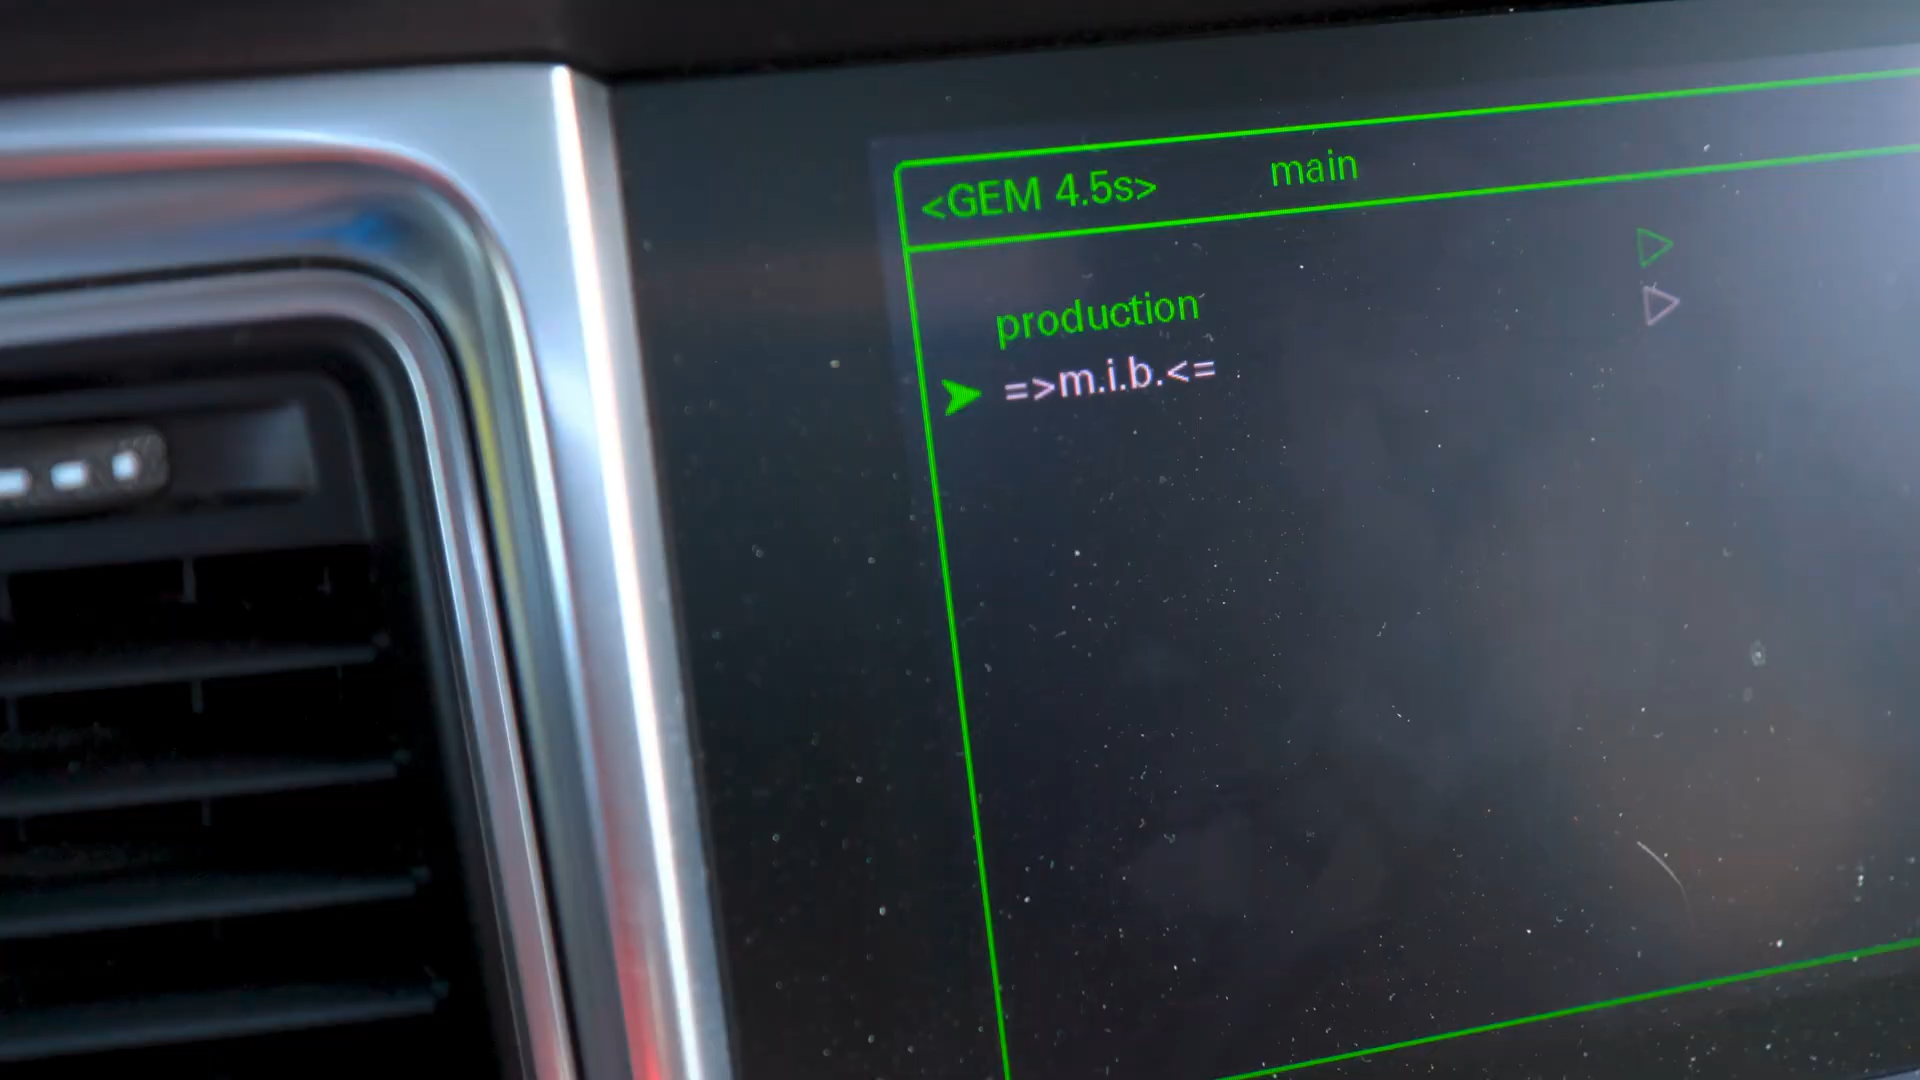 <GEM 4.5s> main
production
=>m.i.b.<=